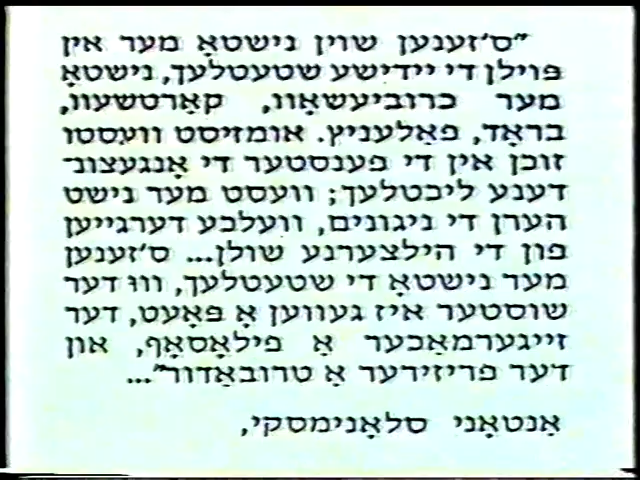 "ס'זענען שוין נישטאָ מער אין
פּוילן די יידישע שטעטלעך, נישטאָ
מער כרוביעשאָוו, קאַרטשעוו,
בראָד, פאַלעניץ. אומזיסט וועסטו
זוכן אין די פענסטער די אָנגעצונ־
דענע ליכטלעך; וועסט מער נישט
הערן די ניגונים, וועלכע דערגייען
פון די הילצערנע שולן... ס'זענען
מער נישטאָ די שטעטלעך, וווּ דער
שוסטער איז געווען אַ פּאָעט, דער
זייגערמאַכער אַ פילאָסאָף, און
דער פריזירער אַ טרובאַדור"...
אַנטאָני סלאָנימסקי,